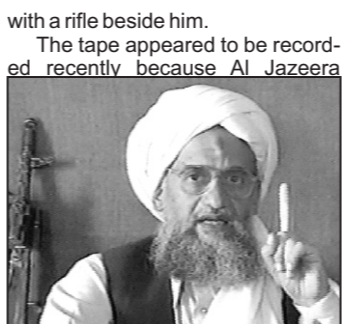 with a rifle beside him.
The tape appeared to be record-
ed recently because Al Jazeera